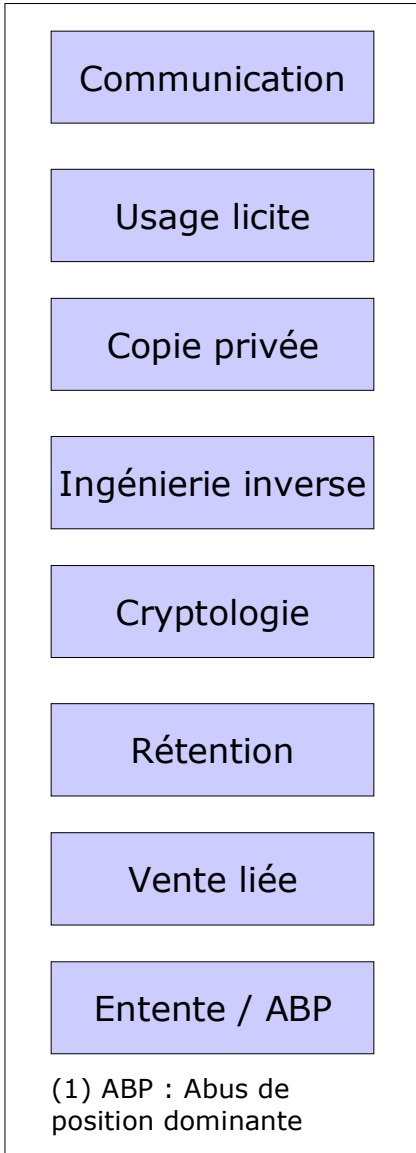 Communication
Usage licite
Copie privée
Ingénierie inverse
Cryptologie
Rétention
Vente liée
Entente / ABP
(1) ABP : Abus de
position dominante